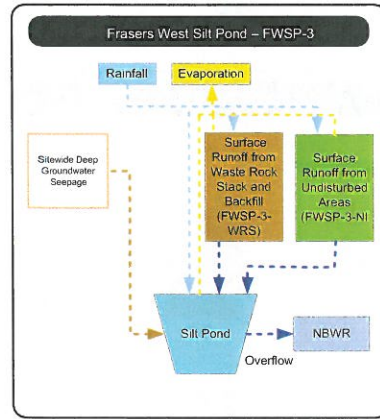 Frasers West Silt Pond – FWSP-3
Rainfall
Evaporation
Sitewide Deep
Groundwater
Seepage
Surface
Runoff from
Waste Rock
Stack and
Backfill
(FWSP-3-
WRS)
Surface
Runoff from
Undisturbed
Areas
(FWSP-3-NI
Silt Pond
NBWR
Overflow